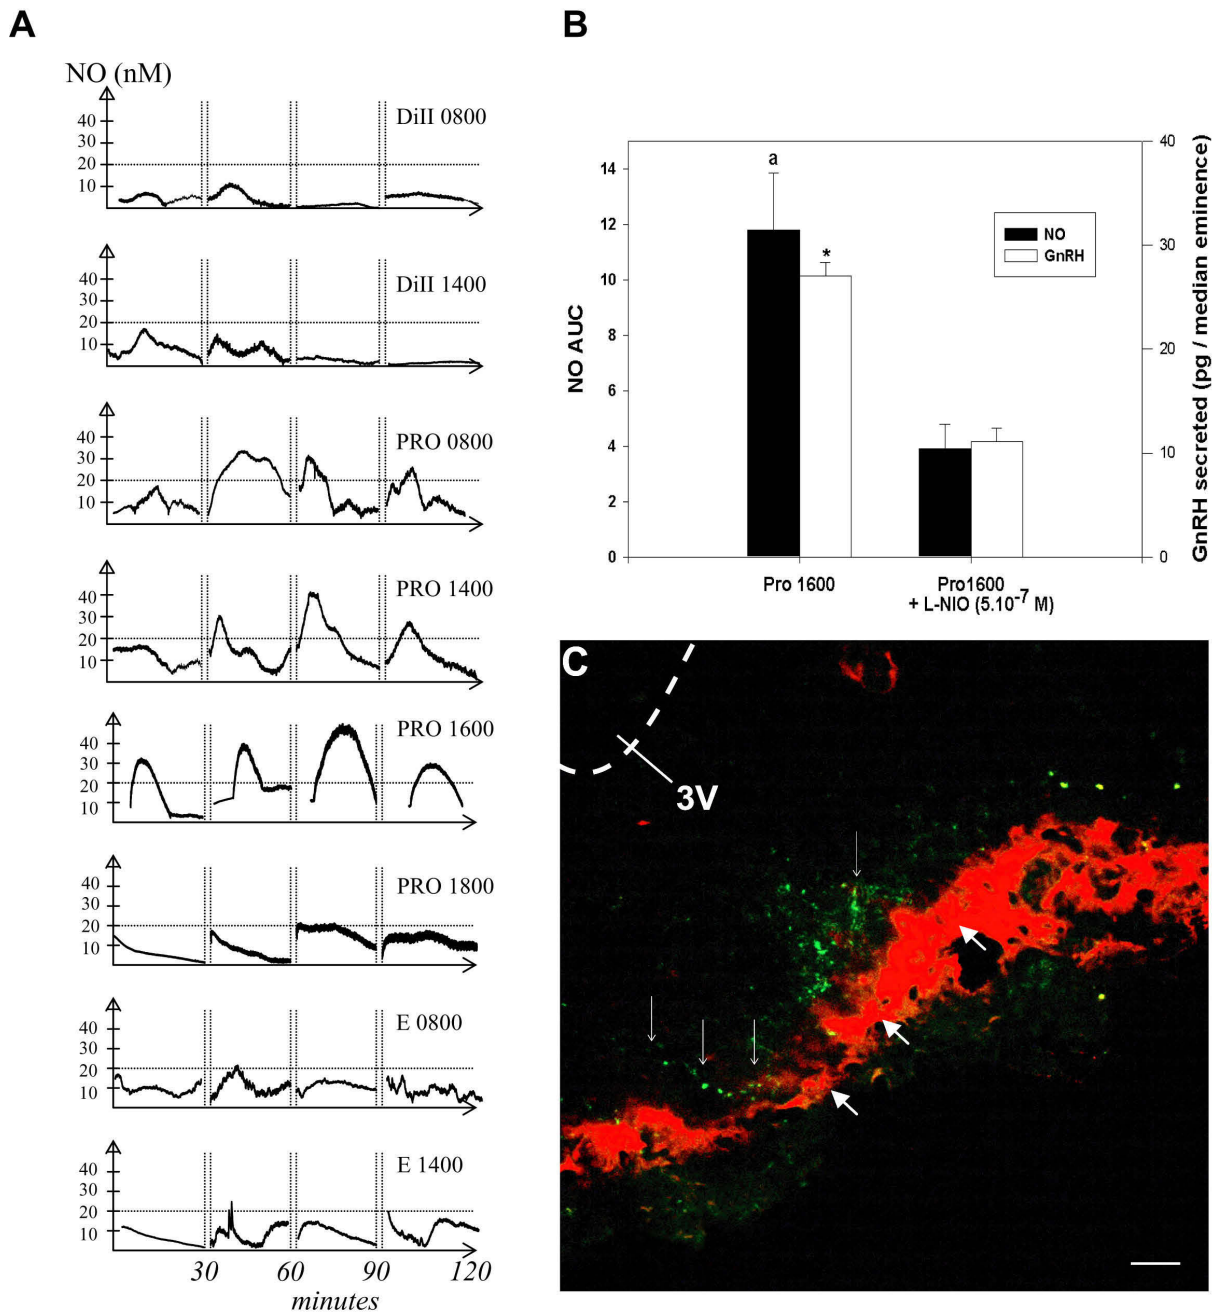 A
NO (nM)
40
30
20
10
DiII 0800
40
30
20
10
DiII 1400
40
30
20
10
PRO 0800
40
30
20
10
PRO 1400
40
30
20
10
PRO 1600
40
30
20
10
PRO 1800
40
30
20
10
E 0800
40
30
20
10
E 1400
30 60 90 120
minutes
B
NO AUC
14
12
10
8
6
4
2
0
a
*
NO
GnRH
40
30
20
10
0
GnRH secreted (pg / median eminence)
Pro 1600
Pro1600
+ L-NIO (5.10-7 M)
C
3V